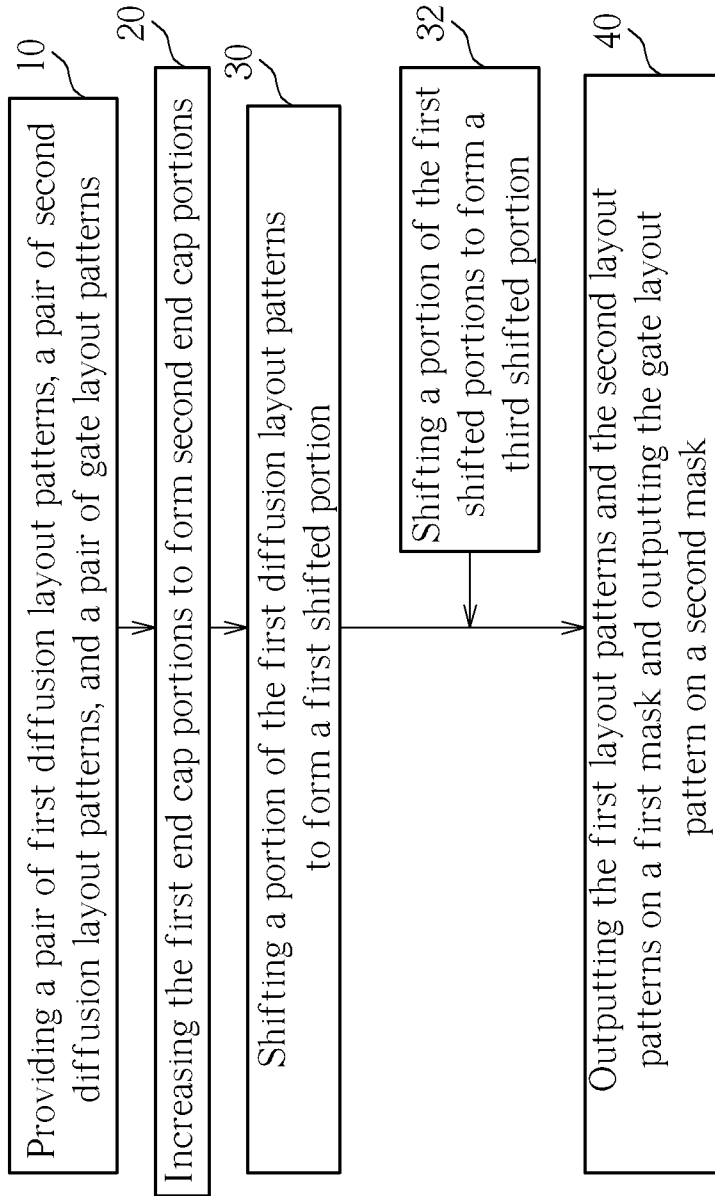 10
Providing a pair of first diffusion layout patterns, a pair of second
diffusion layout patterns, and a pair of gate layout patterns
20
Increasing the first end cap portions to form second end cap portions
30
Shifting a portion of the first diffusion layout patterns
to form a first shifted portion
32
Shifting a portion of the first
shifted portions to form a
third shifted portion
40
Outputting the first layout patterns and the second layout
patterns on a first mask and outputting the gate layout
pattern on a second mask